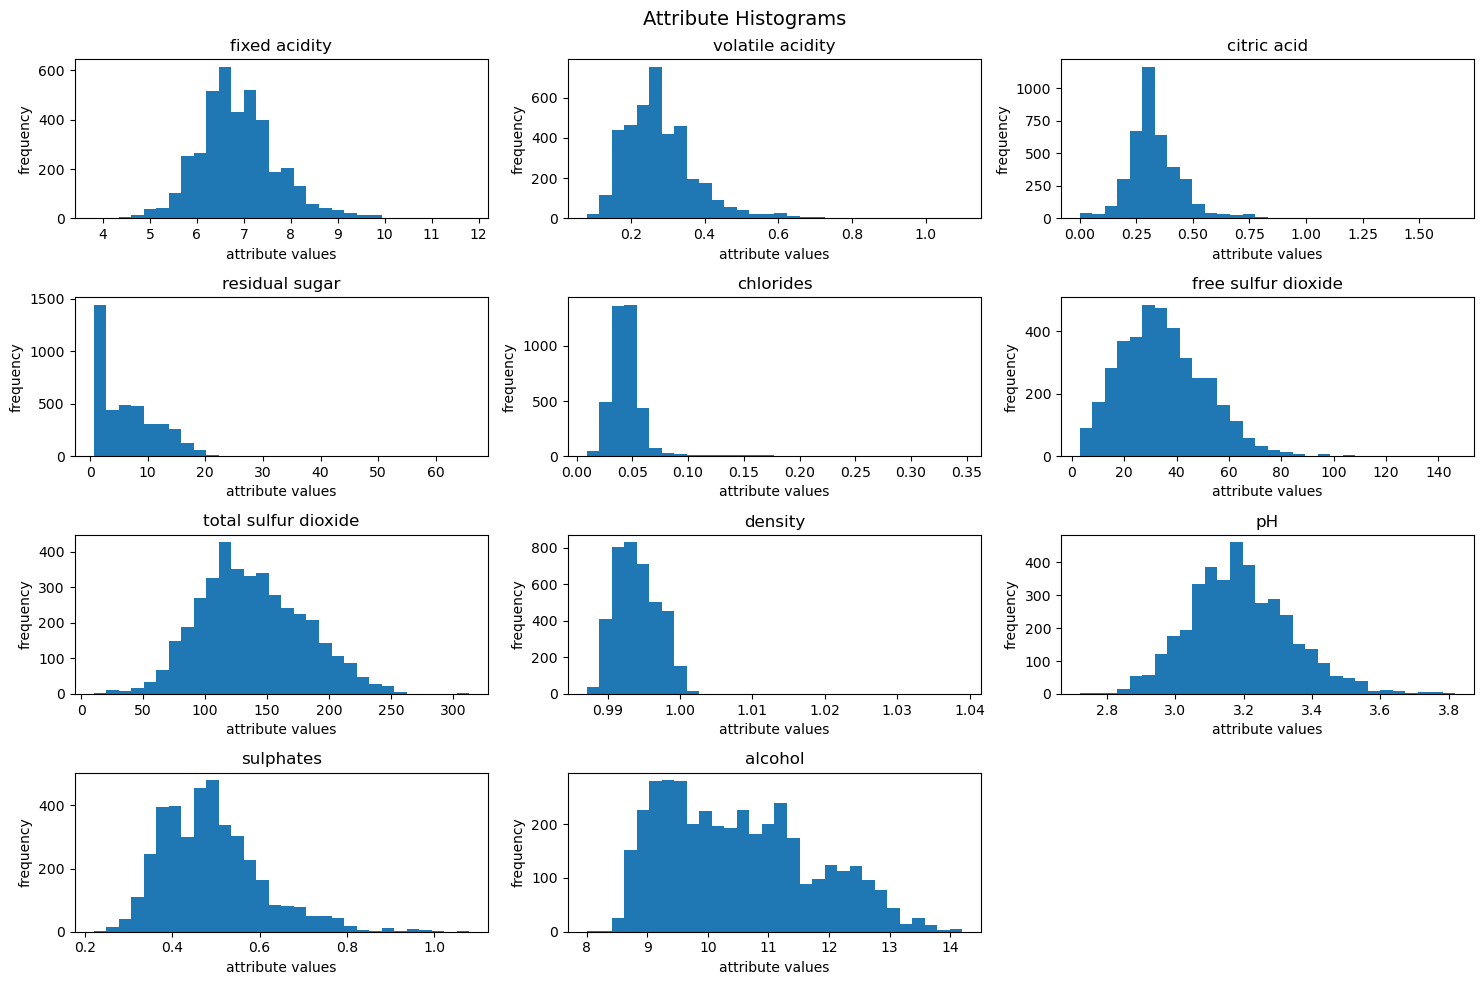 Attribute Histograms
fixed acidity
frequency
600
400
200
0
4 5 6 7 8 9 10 11 12
attribute values
volatile acidity
frequency
600
400
200
0
0.2 0.4 0.6 0.8 1.0
attribute values
citric acid
frequency
1000
750
500
250
0
0.00 0.25 0.50 0.75 1.00 1.25 1.50
attribute values
residual sugar
frequency
1500
1000
500
0
0 10 20 30 40 50 60
attribute values
chlorides
frequency
1000
500
0
0.00 0.05 0.10 0.15 0.20 0.25 0.30 0.35
attribute values
free sulfur dioxide
frequency
400
200
0
0 20 40 60 80 100 120 140
attribute values
total sulfur dioxide
frequency
400
300
200
100
0
0 50 100 150 200 250 300
attribute values
density
frequency
800
600
400
200
0
0.99 1.00 1.01 1.02 1.03 1.04
attribute values
pH
frequency
400
300
200
100
0
2.8 3.0 3.2 3.4 3.6 3.8
attribute values
sulphates
frequency
400
200
0
0.2 0.4 0.6 0.8 1.0
attribute values
alcohol
frequency
200
100
0
8 9 10 11 12 13 14
attribute values